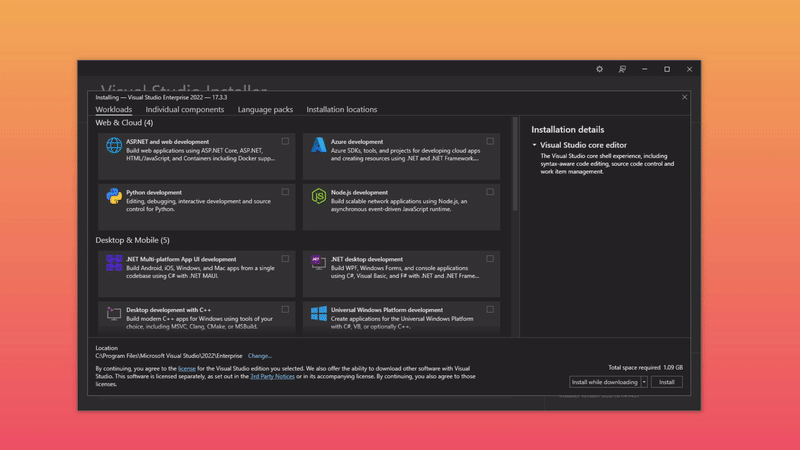 Visual Studio Installer
Installing — Visual Studio Enterprise 2022 — 17.3.3
Workloads Individual components Language packs Installation locations
Web & Cloud (4)
ASP.NET and web development
Build web applications using ASP.NET Core, ASP.NET,
HTML/JavaScript, and Containers including Docker supp...
Azure development
Azure SDKs, tools, and projects for developing cloud apps
and creating resources using .NET and .NET Framework....
Python development
Editing, debugging, interactive development and source
control for Python.
Node.js development
Build scalable network applications using Node.js, an
asynchronous event-driven JavaScript runtime.
Desktop & Mobile (5)
.NET Multi-platform App UI development
Build Android, iOS, Windows, and Mac apps from a single
codebase using C# with .NET MAUI.
.NET desktop development
Build WPF, Windows Forms, and console applications
using C#, Visual Basic, and F# with .NET and .NET Frame...
Desktop development with C++
Build modern C++ apps for Windows using tools of your
choice, including MSVC, Clang, CMake, or MSBuild.
Universal Windows Platform development
Create applications for the Universal Windows Platform
with C#, VB, or optionally C++.
Installation details
Visual Studio core editor
The Visual Studio core shell experience, including
syntax-aware code editing, source code control and
work item management.
Location
C:\Program Files\Microsoft Visual Studio\2022\Enterprise Change...
By continuing, you agree to the license for the Visual Studio edition you selected. We also offer the ability to download other software with Visual
Studio. This software is licensed separately, as set out in the 3rd Party Notices or in its accompanying license. By continuing, you also agree to those
licenses.
Total space required 1.09 GB
Install while downloading Install